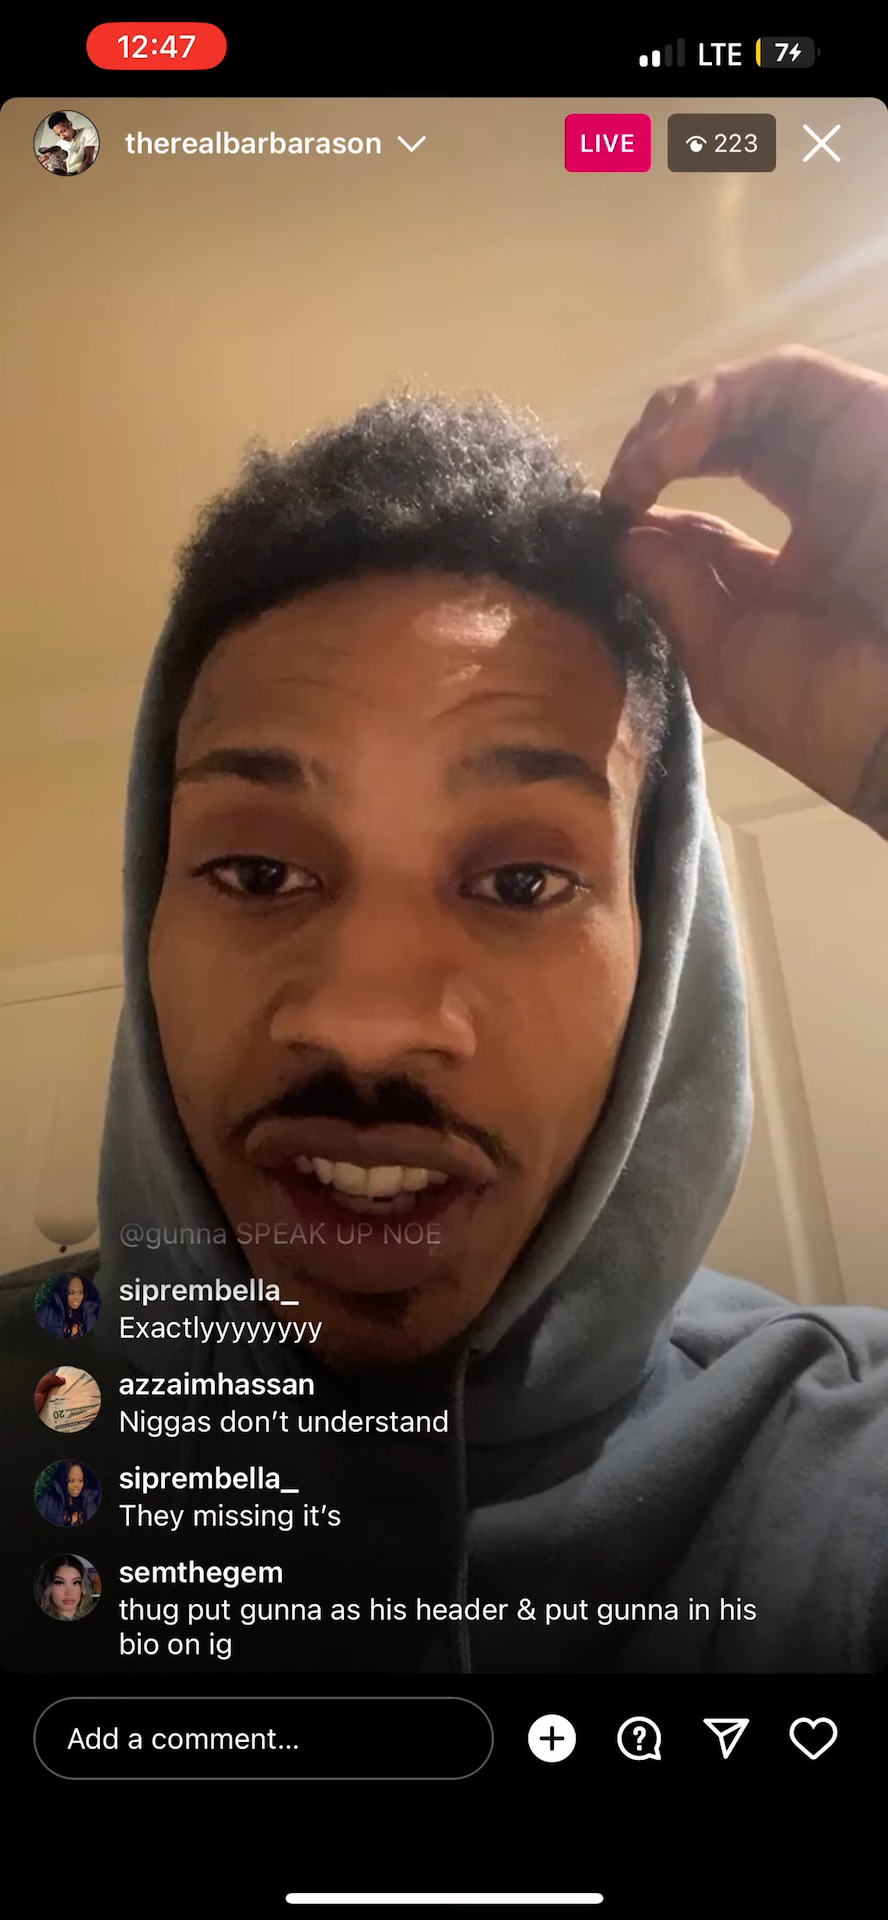 12:47
LTE
7
therealbarbarason
LIVE
223
@gunna SPEAK UP NOE
siprembella_
Exactlyyyyyyyy
azzaimhassan
Niggas don’t understand
siprembella_
They missing it’s
semthegem
thug put gunna as his header & put gunna in his
bio on ig
Add a comment...